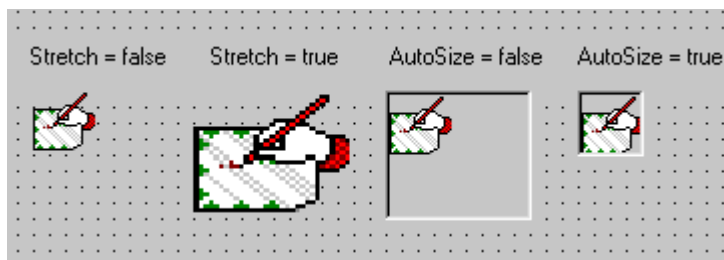 Stretch = false Stretch = true AutoSize = false AutoSize = true